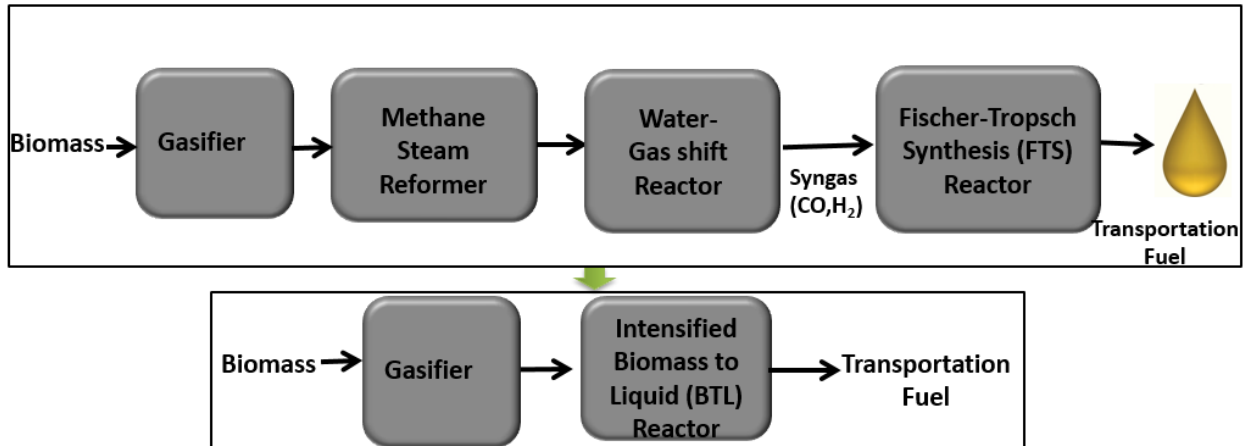 Biomass
Gasifier
Methane
Steam
Reformer
Water-
Gas shift
Reactor
Syngas
(CO,H₂)
Fischer-Tropsch
Synthesis (FTS)
Reactor
Transportation
Fuel
Biomass
Gasifier
Intensified
Biomass to
Liquid (BTL)
Reactor
Transportation
Fuel